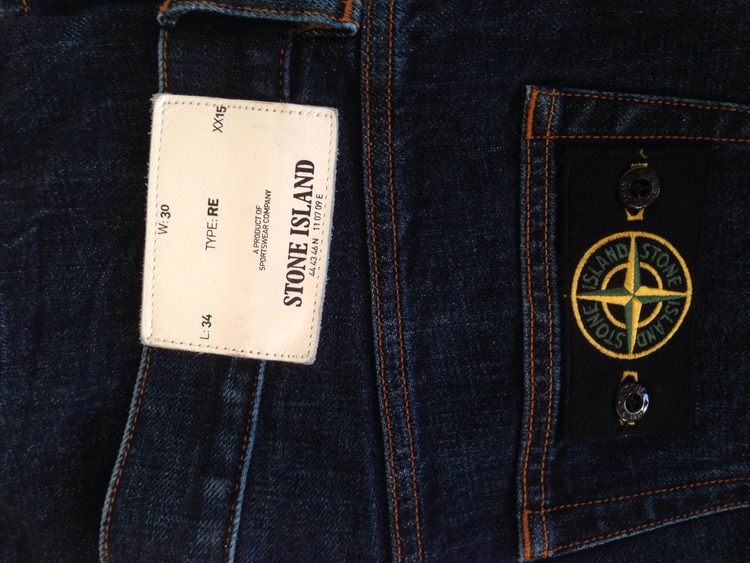 W: 30
L: 34 TYPE: RE XX15
A PRODUCT OF
SPORTSWEAR COMPANY
STONE ISLAND
44 43 46 N 11 07 09 E
STONE ISLAND
STONE ISLAND